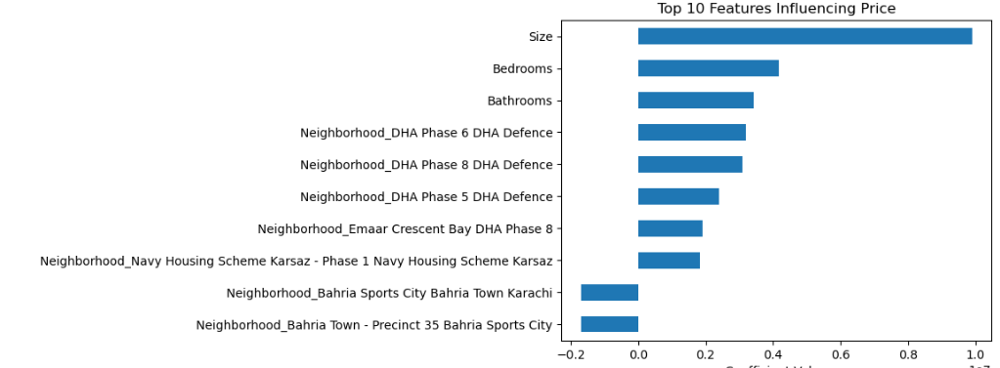 Top 10 Features Influencing Price
Size
Bedrooms
Bathrooms
Neighborhood_DHA Phase 6 DHA Defence
Neighborhood_DHA Phase 8 DHA Defence
Neighborhood_DHA Phase 5 DHA Defence
Neighborhood_Emaar Crescent Bay DHA Phase 8
Neighborhood_Navy Housing Scheme Karsaz - Phase 1 Navy Housing Scheme Karsaz
Neighborhood_Bahria Sports City Bahria Town Karachi
Neighborhood_Bahria Town - Precinct 35 Bahria Sports City
−0.2 0.0 0.2 0.4 0.6 0.8 1.0